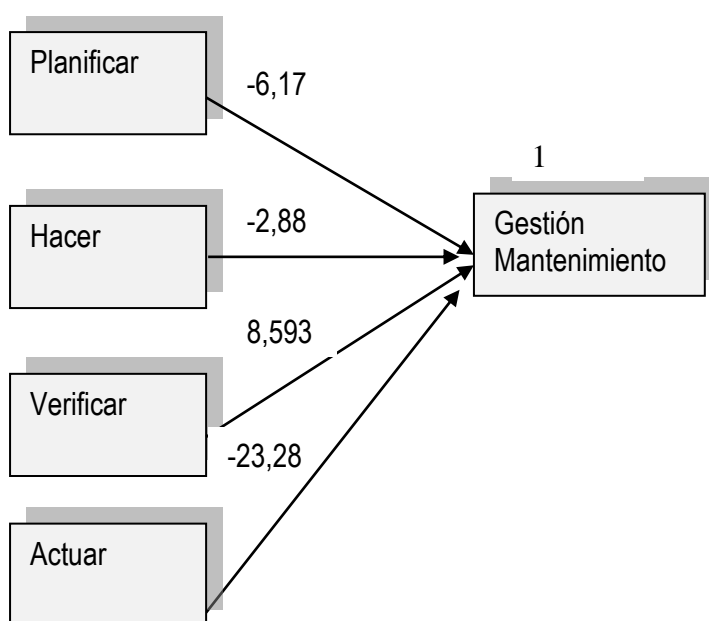 Planificar
-6,17
1
Hacer
-2,88
Gestión
Mantenimiento
8,593
Verificar
-23,28
Actuar